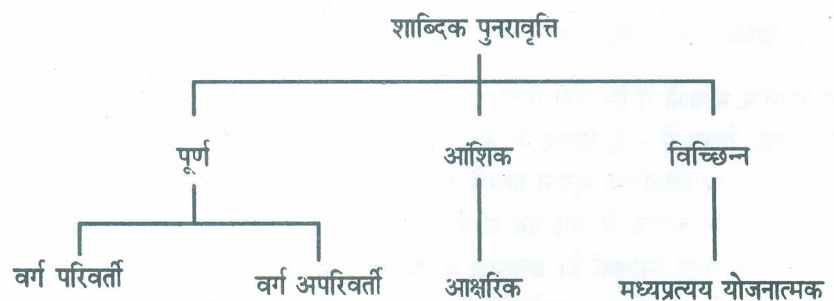 शाब्दिक पुनरावृत्ति
पूर्ण आंशिक विच्छिन्न
वर्ग परिवर्ती वर्ग अपरिवर्ती आक्षरिक मध्यप्रत्यय योजनात्मक